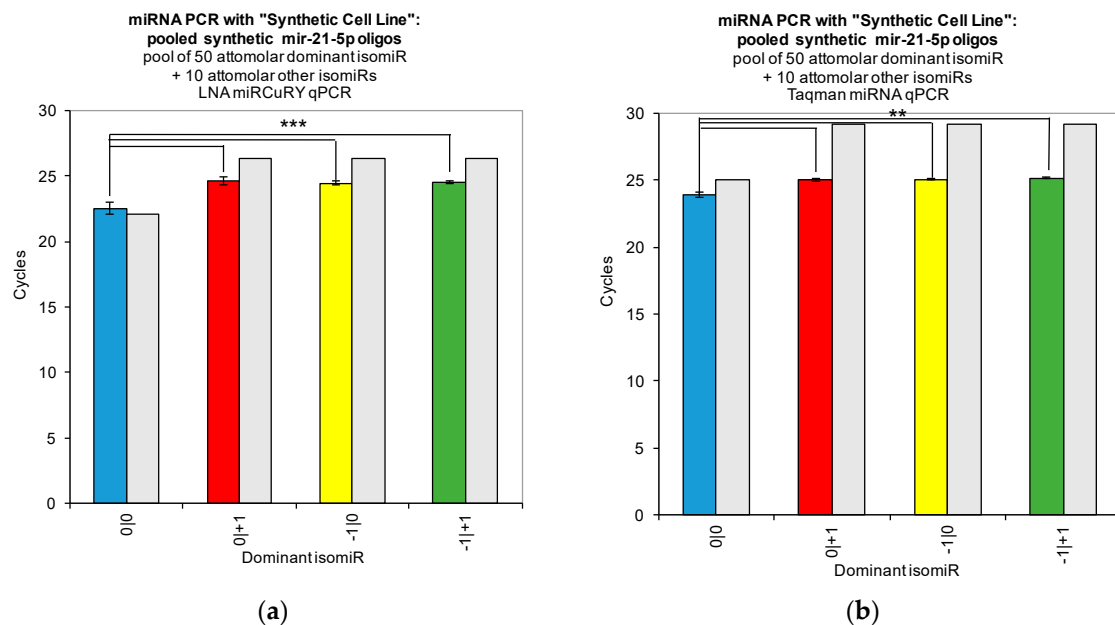 miRNA PCR with "Synthetic Cell Line":
pooled synthetic mir-21-5p oligos
pool of 50 attomolar dominant isomiR
+ 10 attomolar other isomiRs
LNA miRCuRY qPCR
30
25
20
15
10
5
0
Cycles
***
0|0
0|+1
-1|0
-1|+1
Dominant isomiR
(a)
miRNA PCR with "Synthetic Cell Line":
pooled synthetic mir-21-5p oligos
pool of 50 attomolar dominant isomiR
+ 10 attomolar other isomiRs
Taqman miRNA qPCR
30
25
20
15
10
5
0
Cycles
**
0|0
0|+1
-1|0
-1|+1
Dominant isomiR
(b)